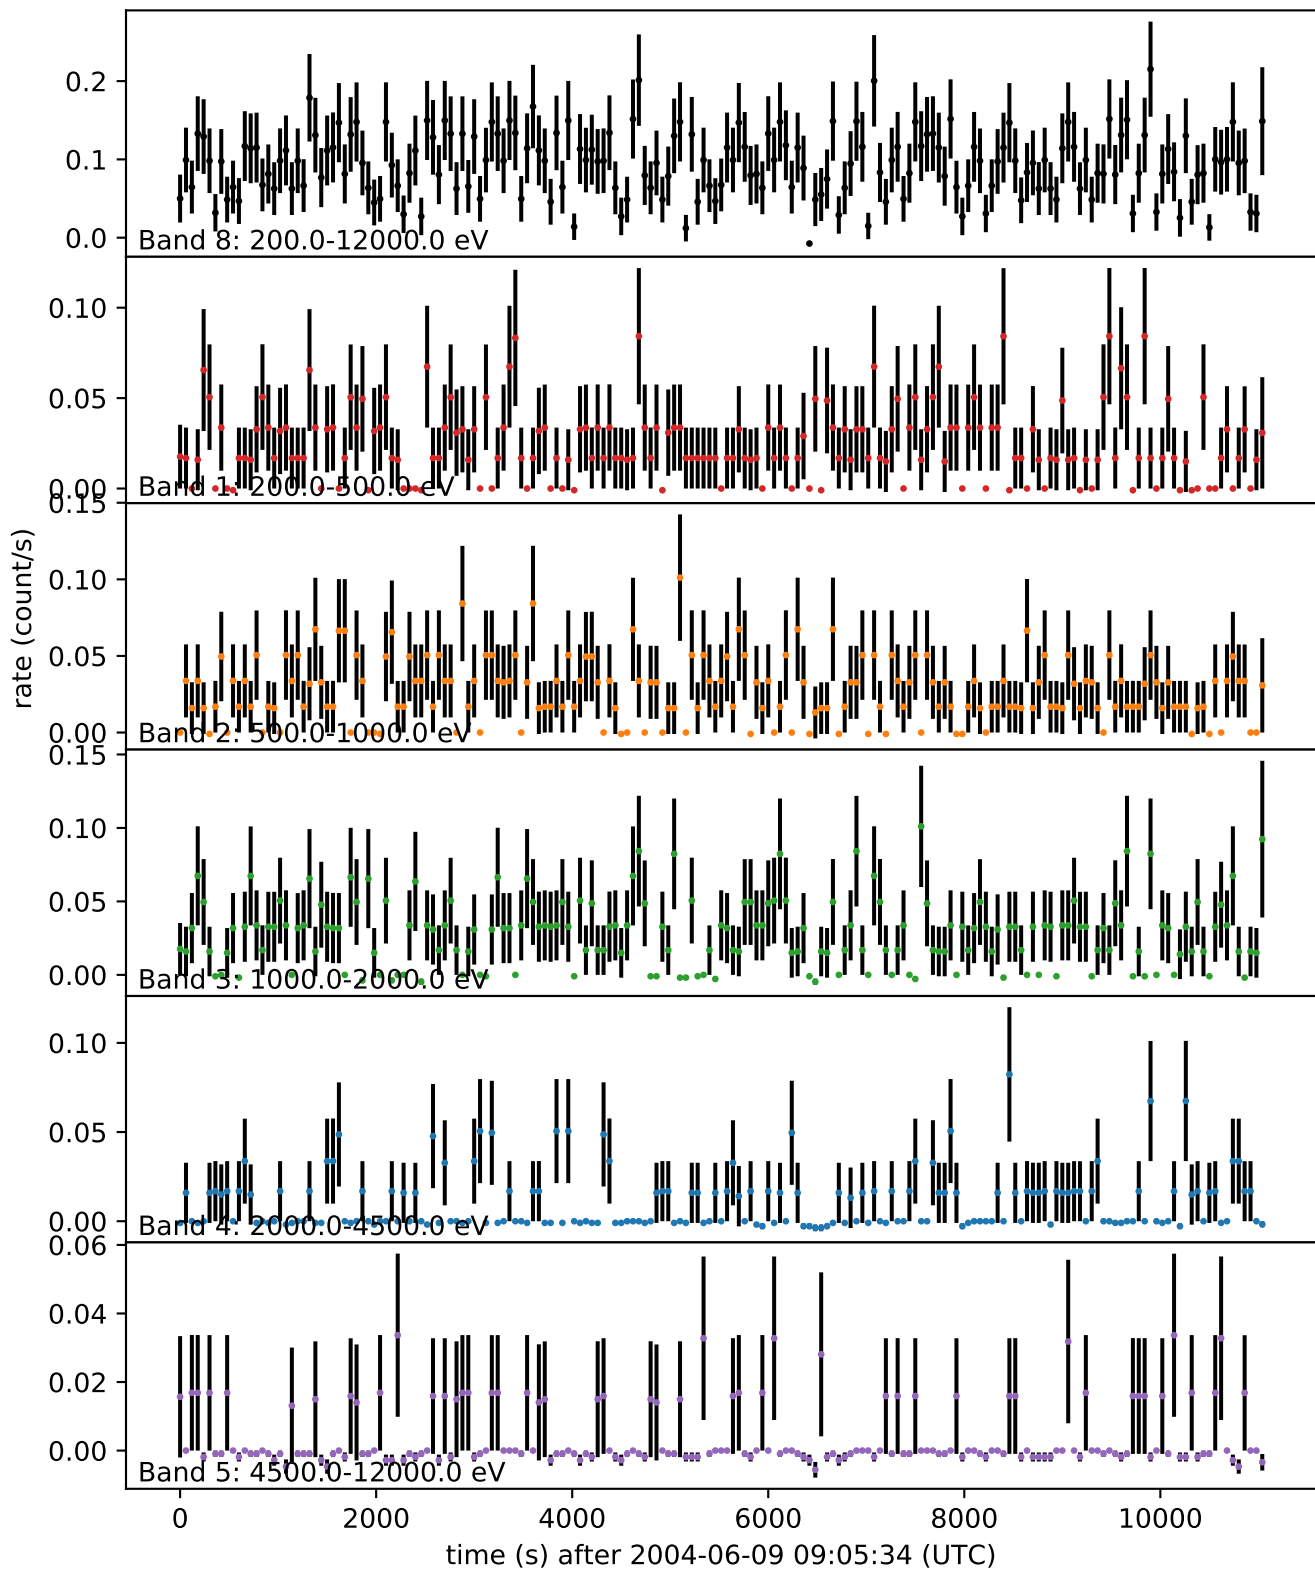 0.2
0.1
0.0
Band 8: 200.0-12000.0 eV
0.10
0.05
0.00
Band 1: 200.0-500.0 eV
0.15
0.10
0.05
0.00
Band 2: 500.0-1000.0 eV
rate (count/s)
0.15
0.10
0.05
0.00
Band 3: 1000.0-2000.0 eV
0.10
0.05
0.00
Band 4: 2000.0-4500.0 eV
0.06
0.04
0.02
0.00
Band 5: 4500.0-12000.0 eV
0 2000 4000 6000 8000 10000
time (s) after 2004-06-09 09:05:34 (UTC)